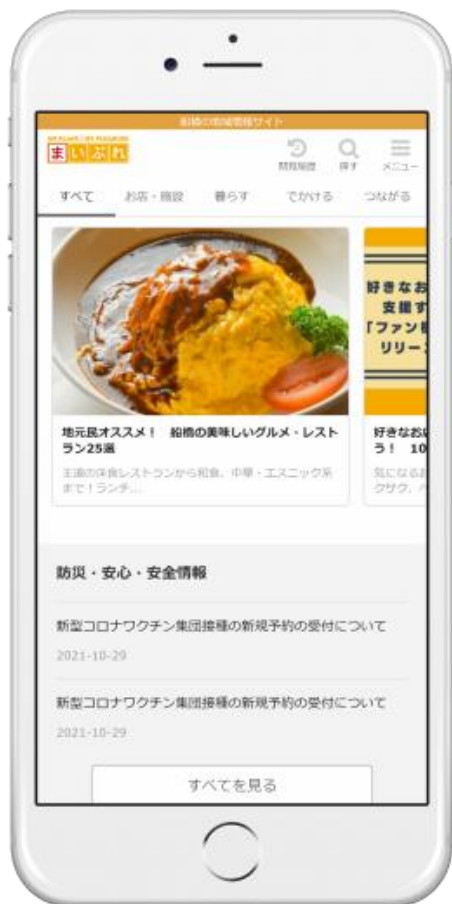 船橋の地域情報サイト
まいぷれ
閲覧履歴
探す
メニュー
すべて
お店・施設
暮らす
でかける
つながる
地元民オススメ！ 船橋の美味しいグルメ・レスト
ラン25選
王道の洋食レストランから和食、中華・エスニック系
まで！ランチ...
好きなお
支援す
「ファン
リリー
好きなお
う！ 10
気になるお
クサク、
防災・安心・安全情報
新型コロナワクチン集団接種の新規予約の受付について
2021-10-29
新型コロナワクチン集団接種の新規予約の受付について
2021-10-29
すべてを見る